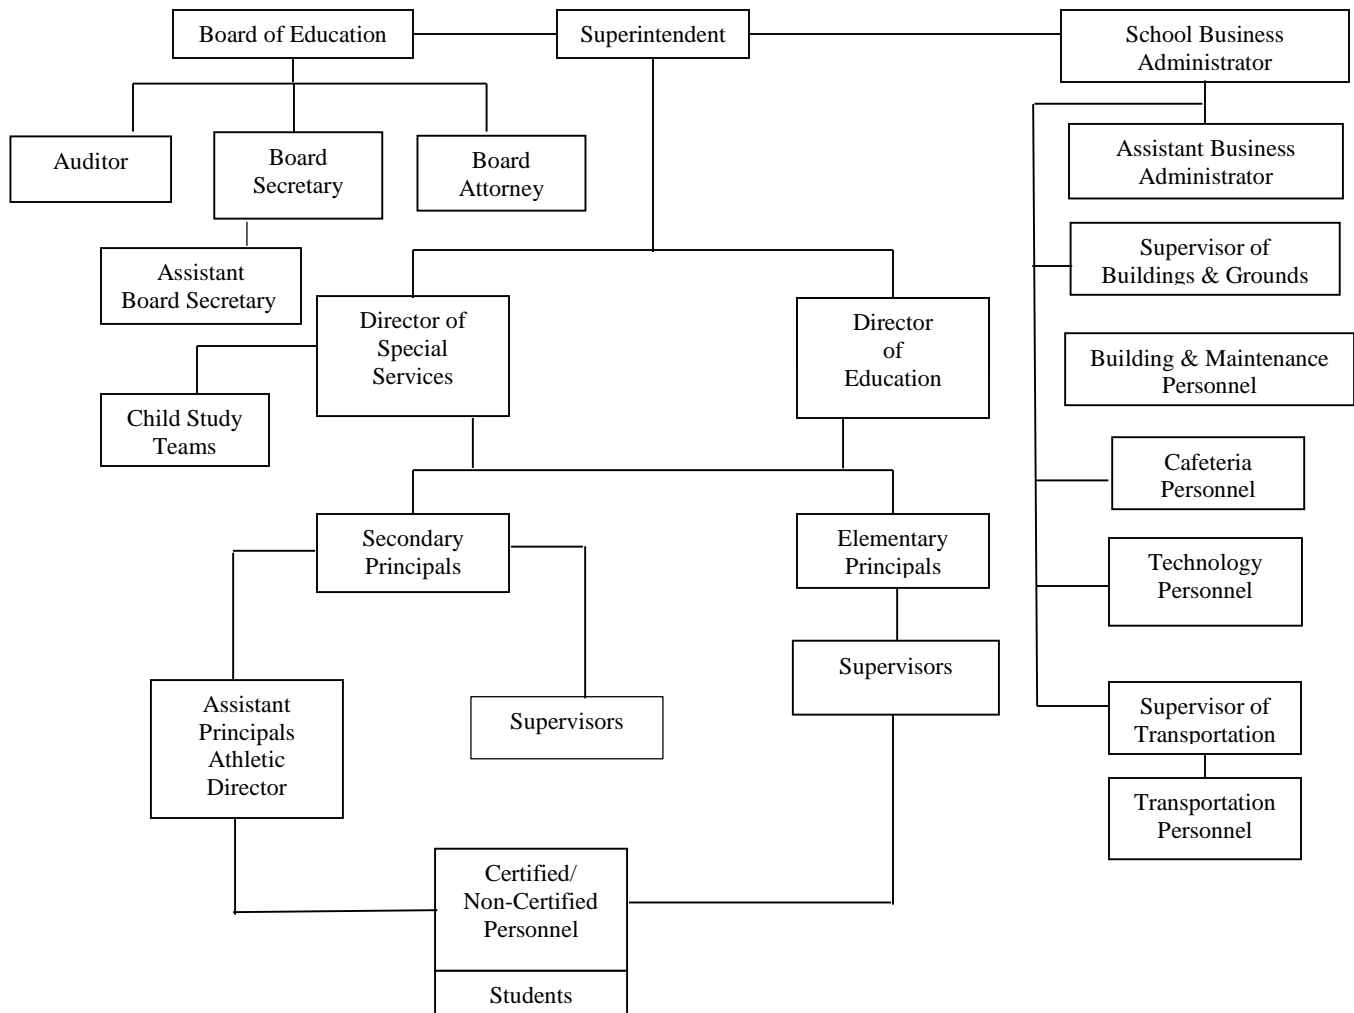 Board of Education
Superintendent
School Business
Administrator
Auditor
Board
Secretary
Board
Attorney
Assistant Business
Administrator
Assistant
Board Secretary
Supervisor of
Buildings & Grounds
Director of
Special
Services
Director
of
Education
Building & Maintenance
Personnel
Child Study
Teams
Cafeteria
Personnel
Secondary
Principals
Elementary
Principals
Technology
Personnel
Assistant
Principals
Athletic
Director
Supervisors
Supervisors
Supervisor of
Transportation
Transportation
Personnel
Certified/
Non-Certified
Personnel
Students